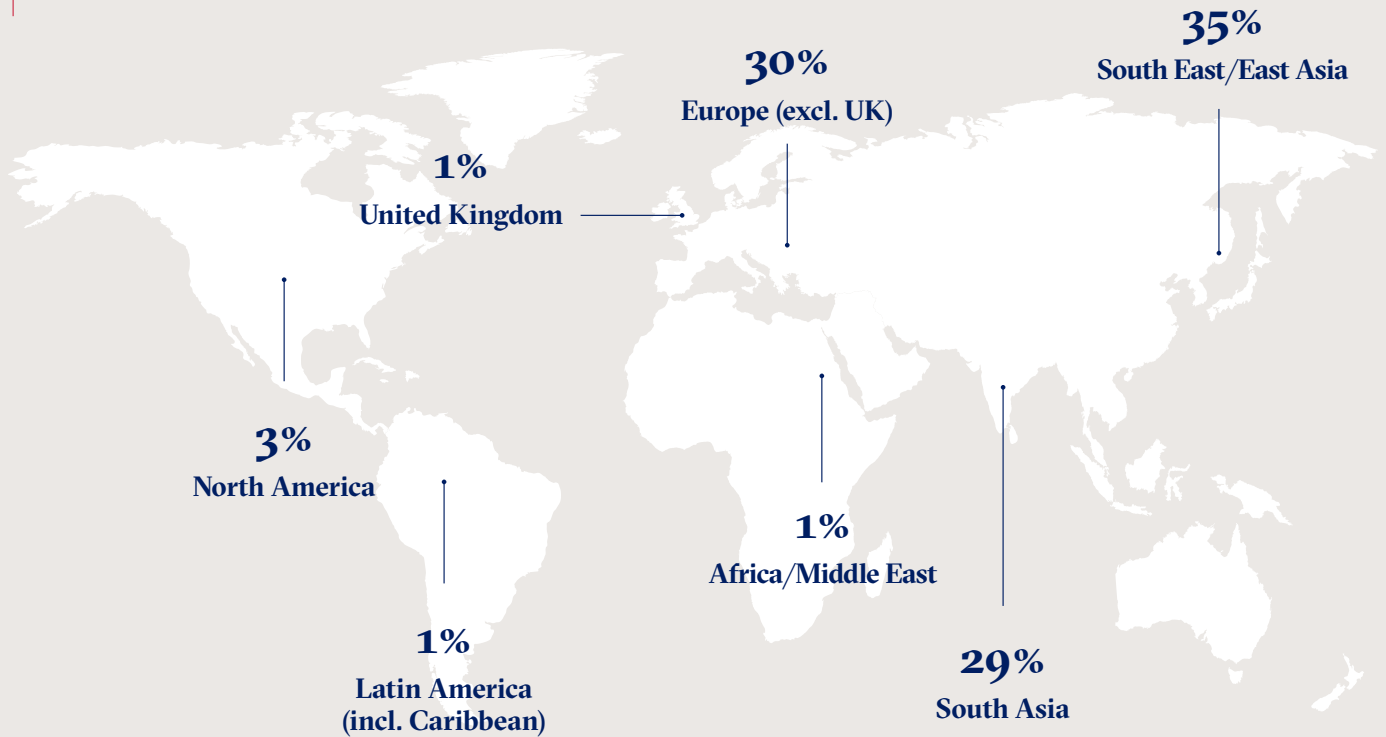 35%
South East/East Asia
30%
Europe (excl. UK)
1%
United Kingdom
3%
North America
1%
Africa/Middle East
1%
Latin America
(incl. Caribbean)
29%
South Asia